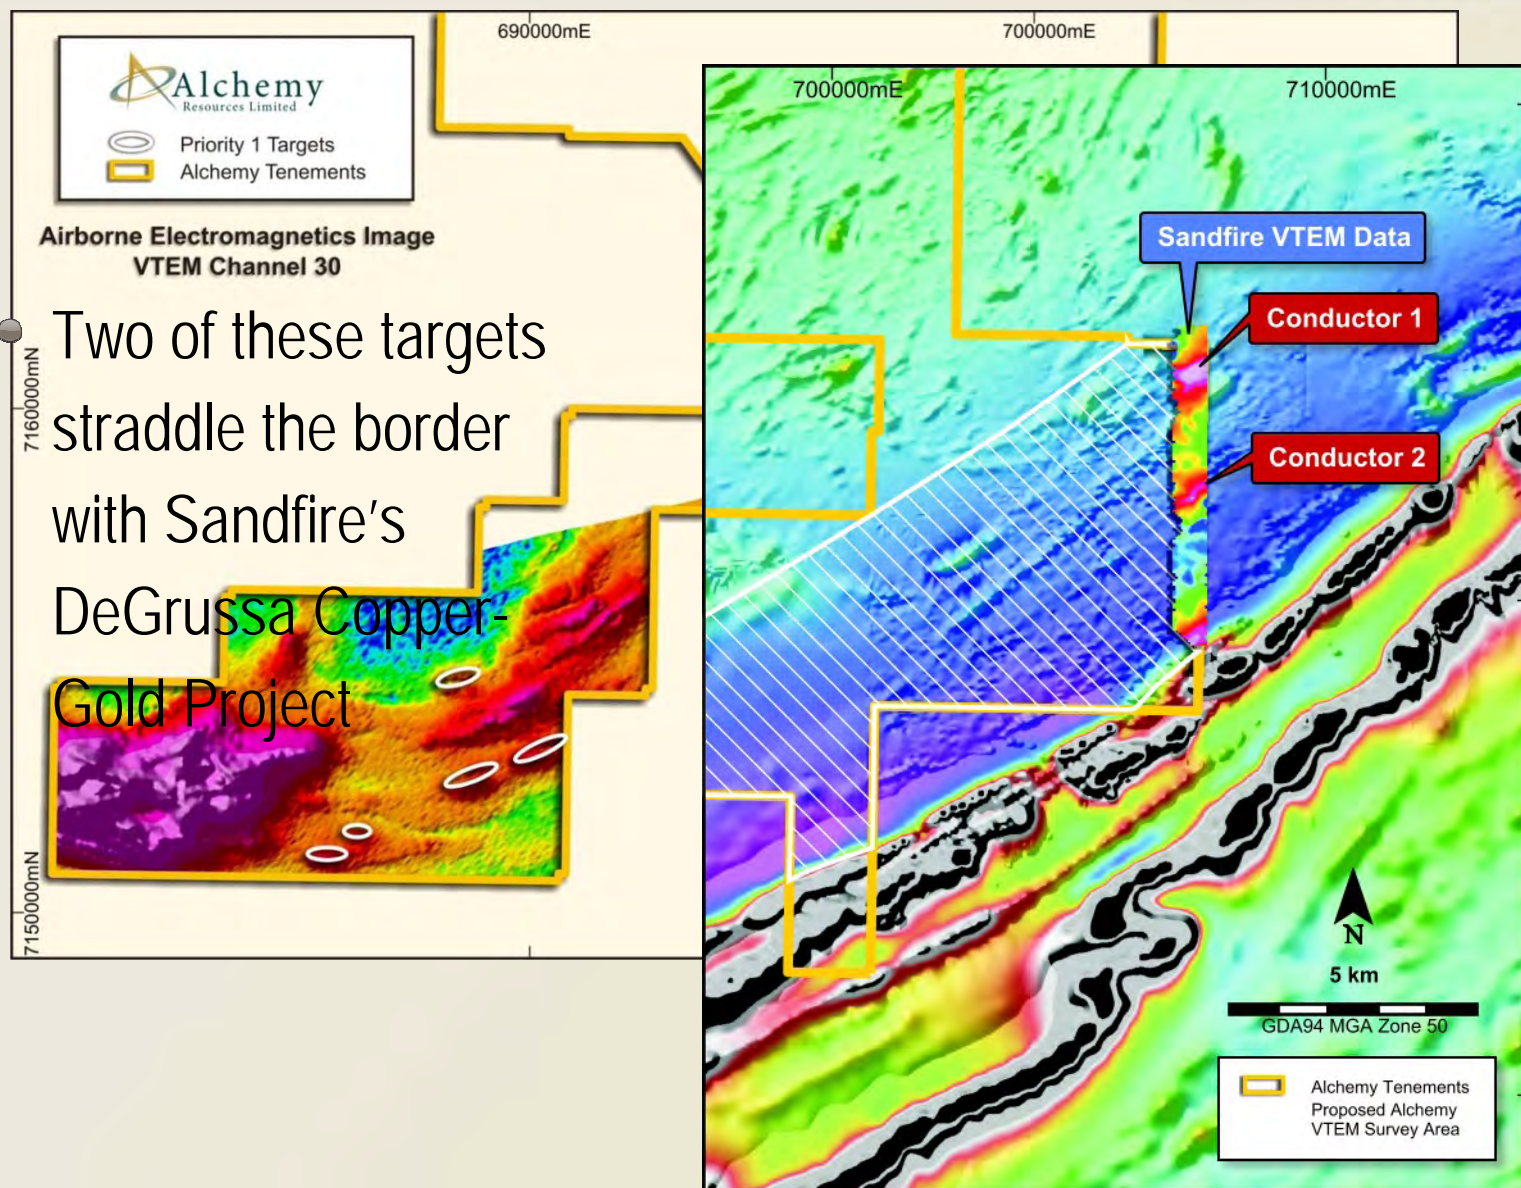 690000mE
700000mE
Alchemy
Resources Limited
Priority 1 Targets
Alchemy Tenements
Airborne Electromagnetics Image
VTEM Channel 30
Two of these targets
straddle the border
with Sandfire's
DeGrussa Copper-
Gold Project
7160000mN
7150000mN
700000mE
710000mE
Sandfire VTEM Data
Conductor 1
Conductor 2
N
5 km
GDA94 MGA Zone 50
Alchemy Tenements
Proposed Alchemy
VTEM Survey Area